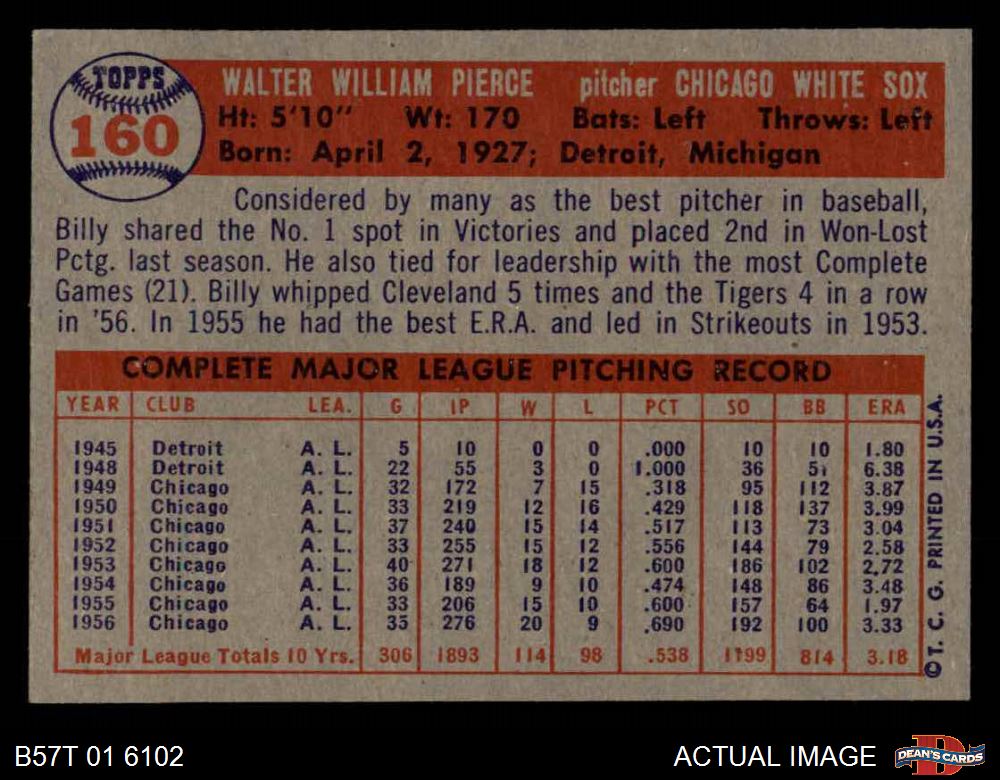 TOPPS
160
WALTER WILLIAM PIERCE pitcher CHICAGO WHITE SOX
Ht: 5'10" Wt: 170 Bats: Left Throws: Left
Born: April 2, 1927; Detroit, Michigan
Considered by many as the best pitcher in baseball,
Billy shared the No. 1 spot in Victories and placed 2nd in Won-Lost
Pctg. last season. He also tied for leadership with the most Complete
Games (21). Billy whipped Cleveland 5 times and the Tigers 4 in a row
in '56. In 1955 he had the best E.R.A. and led in Strikeouts in 1953.
COMPLETE MAJOR LEAGUE PITCHING RECORD
YEAR CLUB LEA. G IP W L PCT SO BB ERA
1945 Detroit A. L. 5 10 0 0 .000 10 10 1.80
1948 Detroit A. L. 22 55 3 0 1.000 36 51 6.38
1949 Chicago A. L. 32 172 7 15 .318 95 112 3.87
1950 Chicago A. L. 33 219 12 16 .429 118 137 3.99
1951 Chicago A. L. 37 240 15 14 .517 113 73 3.04
1952 Chicago A. L. 33 255 15 12 .556 144 79 2.58
1953 Chicago A. L. 40 271 18 12 .600 186 102 2.72
1954 Chicago A. L. 36 189 9 10 .474 148 86 3.48
1955 Chicago A. L. 33 206 15 10 .600 157 64 1.97
1956 Chicago A. L. 35 276 20 9 .690 192 100 3.33
Major League Totals 10 Yrs. 306 1893 114 98 .538 1199 814 3.18
© T. C. G. PRINTED IN U.S.A.
B57T 01 6102
ACTUAL IMAGE
DEAN'S CARDS